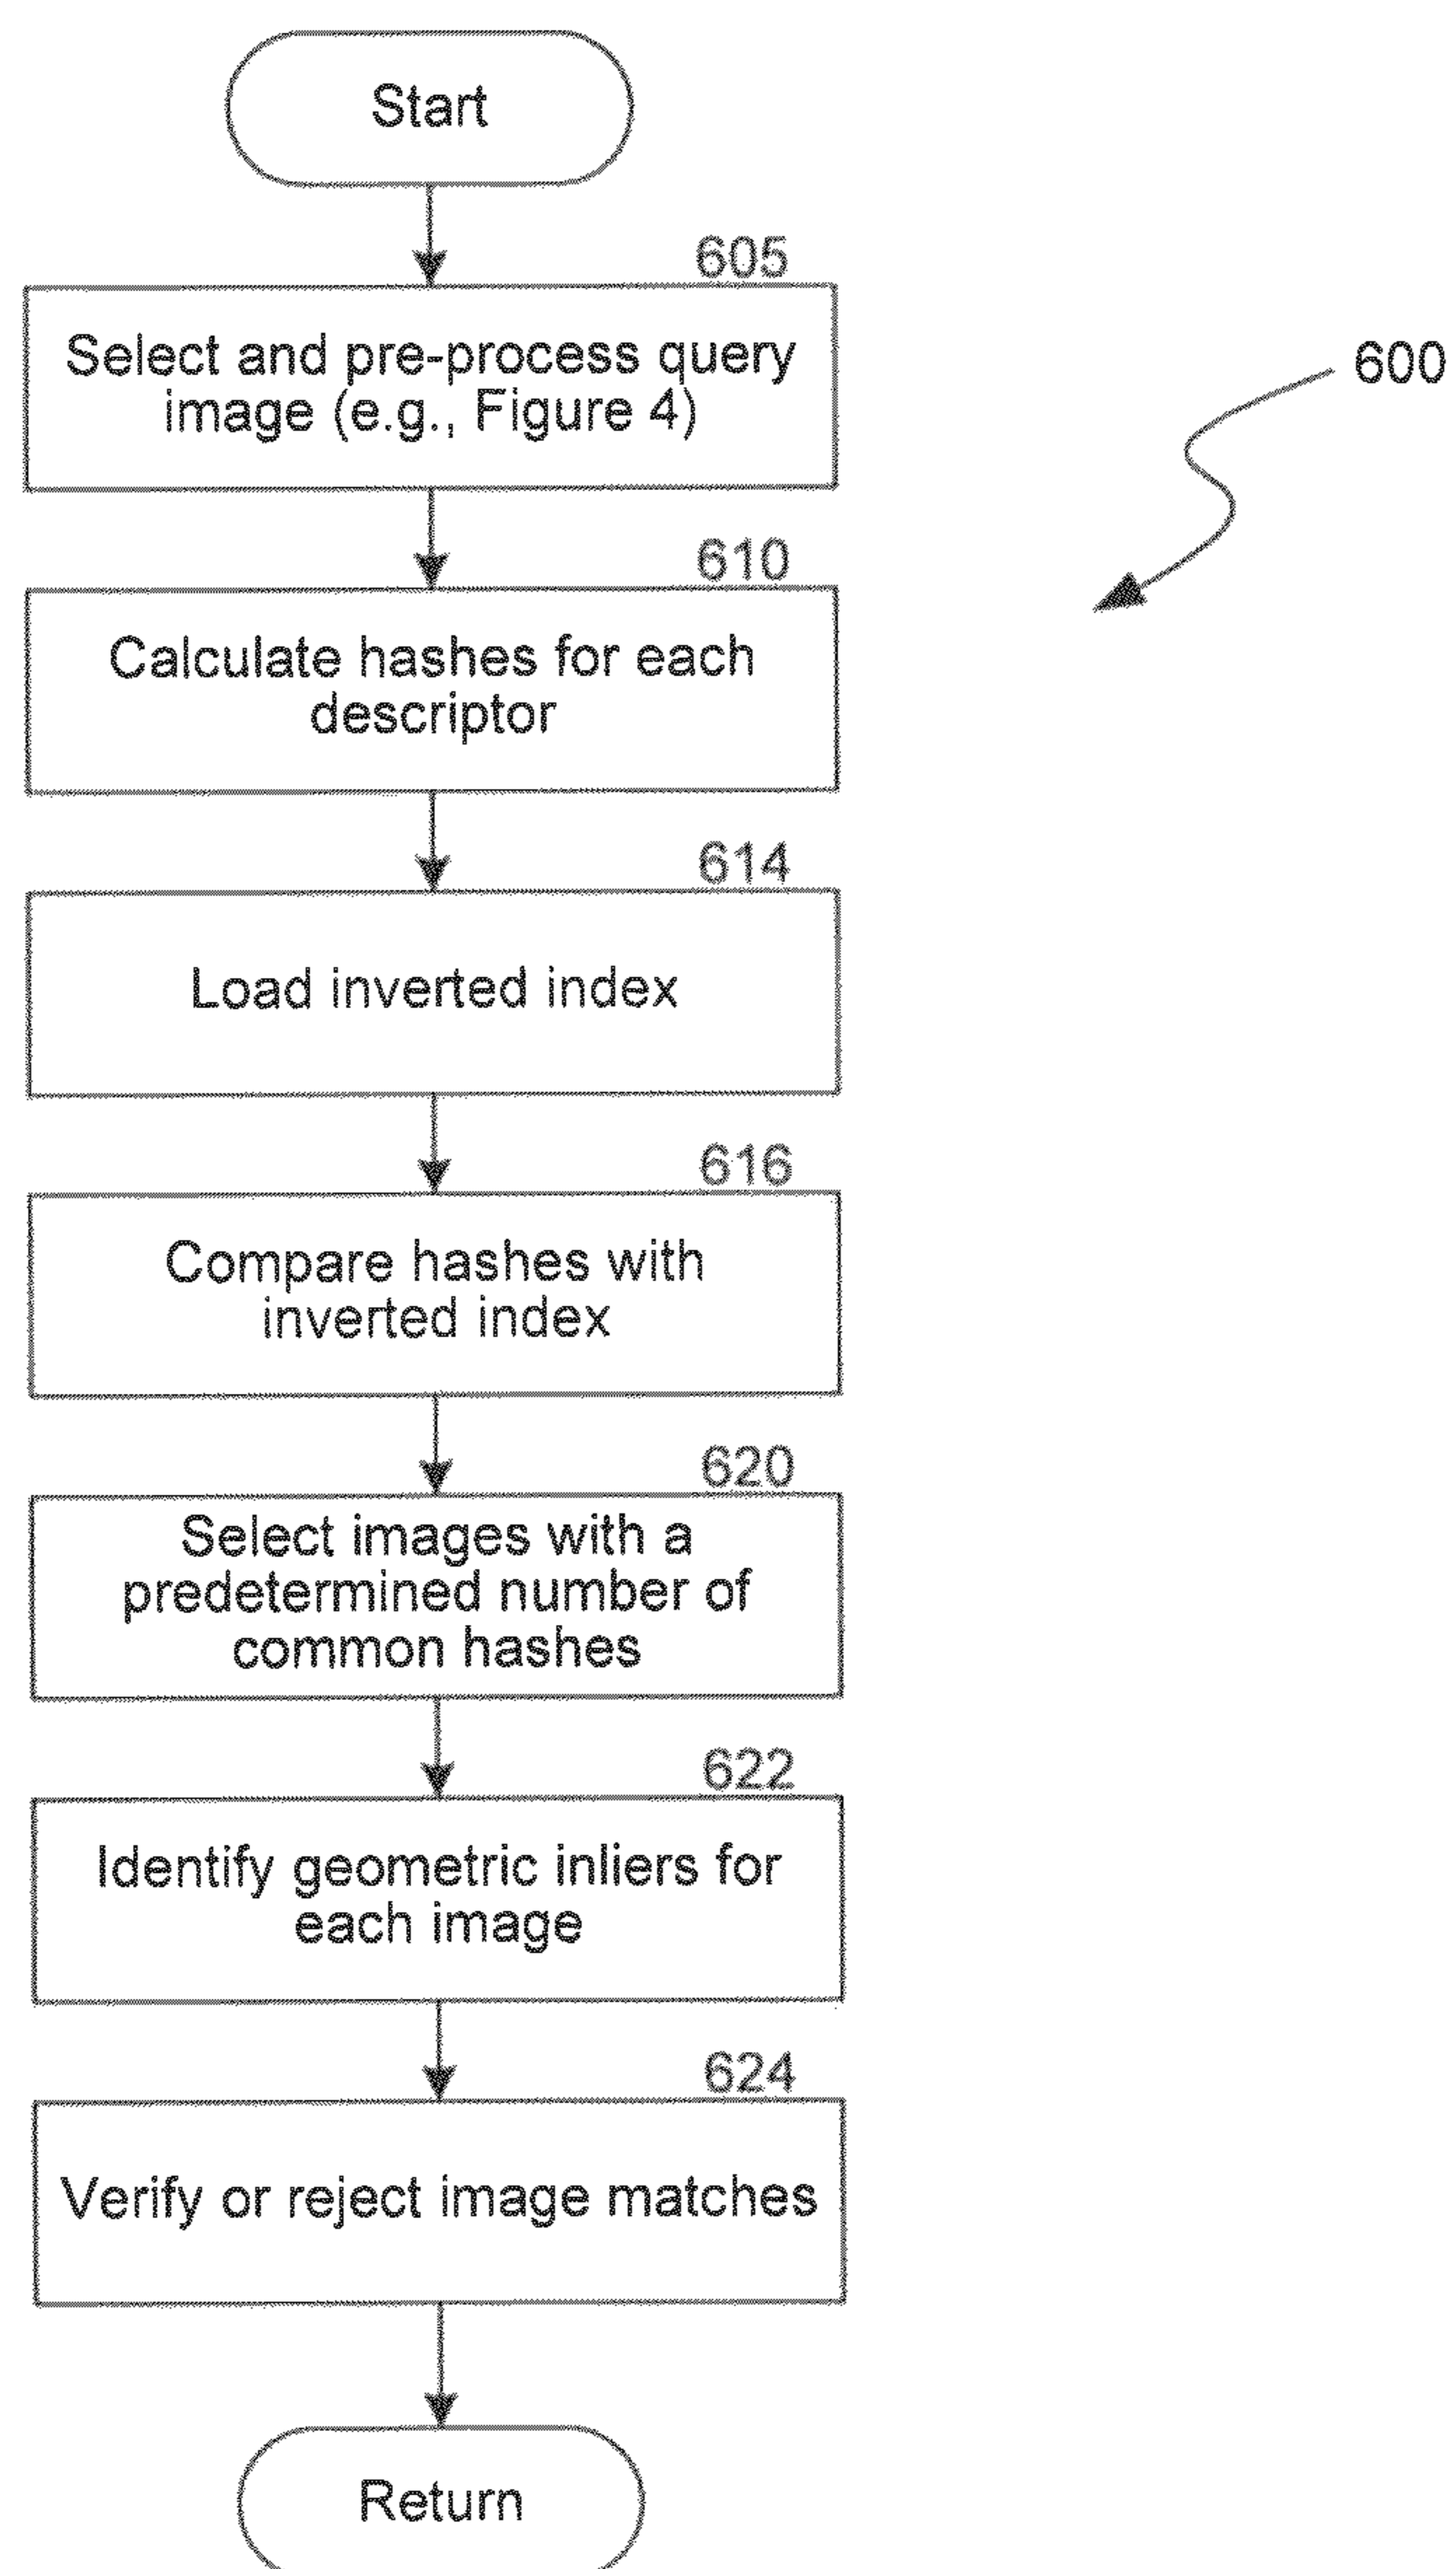 Start
605
Select and pre-process query
image (e.g., Figure 4)
600
610
Calculate hashes for each
descriptor
614
Load inverted index
616
Compare hashes with
inverted index
620
Select images with a
predetermined number of
common hashes
622
Identify geometric inliers for
each image
624
Verify or reject image matches
Return